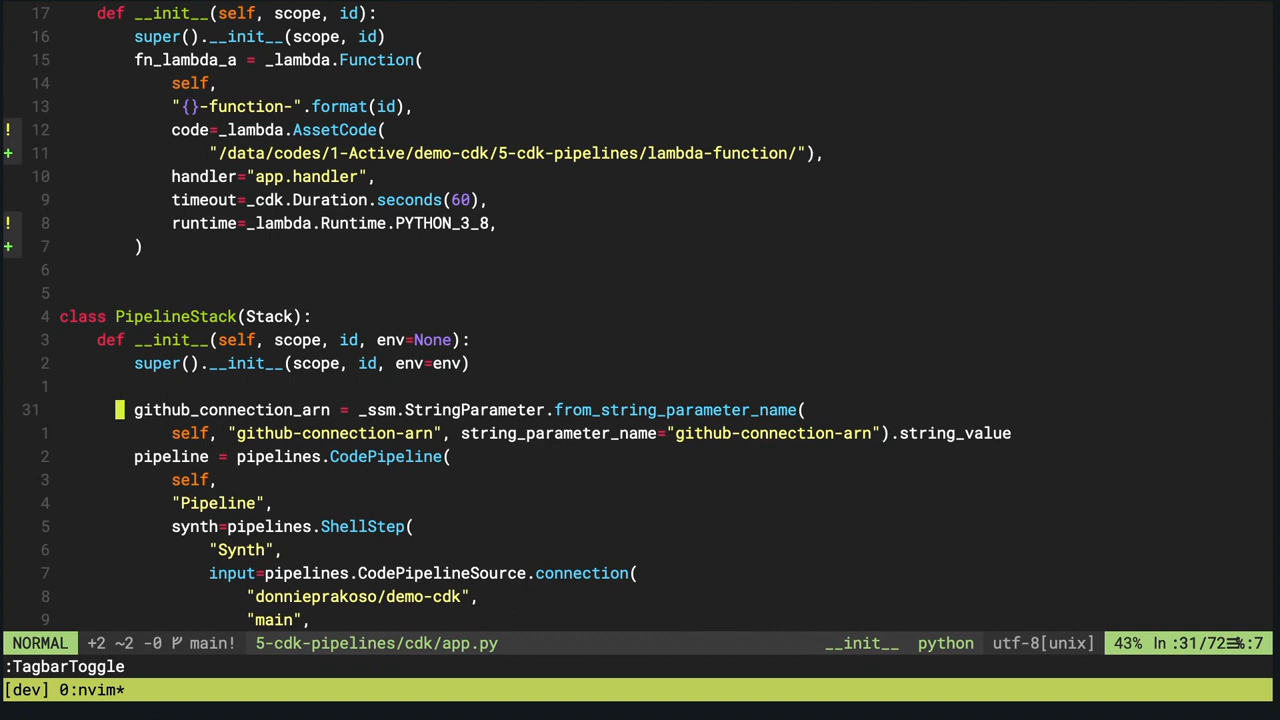 17 def __init__(self, scope, id):
16 super().__init__(scope, id)
15 fn_lambda_a = _lambda.Function(
14 self,
13 "{}-function-".format(id),
! 12 code=_lambda.AssetCode(
+ 11 "/data/codes/1-Active/demo-cdk/5-cdk-pipelines/lambda-function/"),
10 handler="app.handler",
9 timeout=_cdk.Duration.seconds(60),
! 8 runtime=_lambda.Runtime.PYTHON_3_8,
+ 7 )
6
5
4 class PipelineStack(Stack):
3 def __init__(self, scope, id, env=None):
2 super().__init__(scope, id, env=env)
1
31 github_connection_arn = _ssm.StringParameter.from_string_parameter_name(
1 self, "github-connection-arn", string_parameter_name="github-connection-arn").string_value
2 pipeline = pipelines.CodePipeline(
3 self,
4 "Pipeline",
5 synth=pipelines.ShellStep(
6 "Synth",
7 input=pipelines.CodePipelineSource.connection(
8 "donnieprakoso/demo-cdk",
9 "main",
NORMAL +2 ~2 -0 main! 5-cdk-pipelines/cdk/app.py __init__ python utf-8[unix] 43% ln :31/72☰%:7
:TagbarToggle
[dev] 0:nvim*